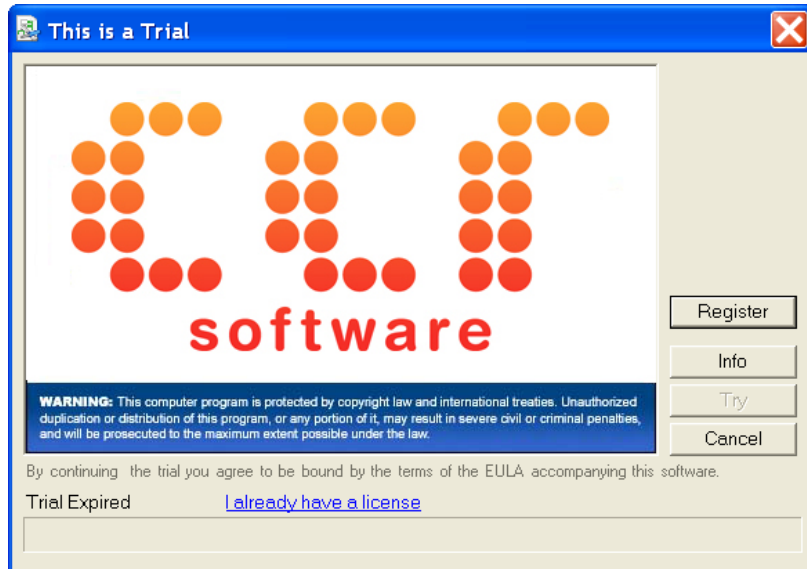 This is a Trial
ccr
software
WARNING: This computer program is protected by copyright law and international treaties. Unauthorized
duplication or distribution of this program, or any portion of it, may result in severe civil or criminal penalties,
and will be prosecuted to the maximum extent possible under the law.
Register
Info
Try
Cancel
By continuing the trial you agree to be bound by the terms of the EULA accompanying this software.
Trial Expired I already have a license